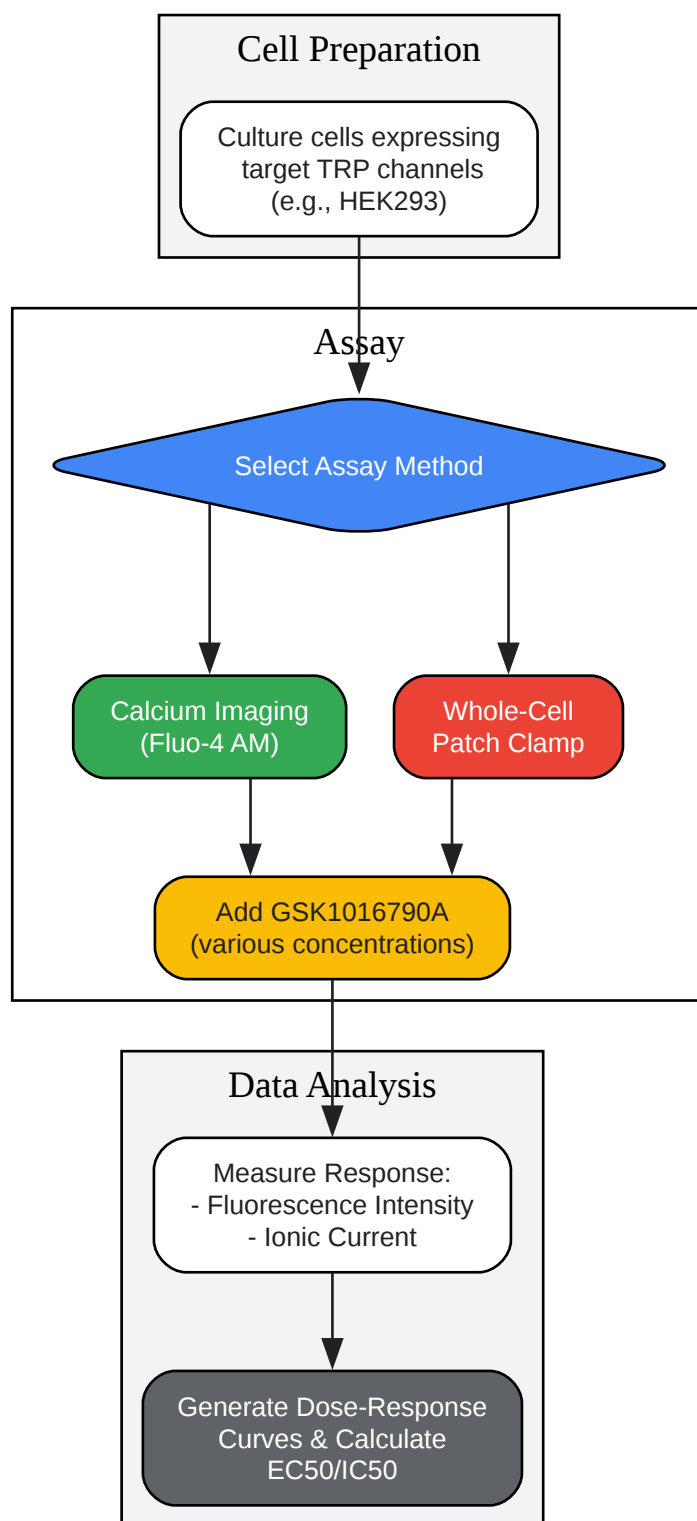 Cell Preparation
Culture cells expressing
target TRP channels
(e.g., HEK293)
Assay
Select Assay Method
Calcium Imaging
(Fluo-4 AM)
Whole-Cell
Patch Clamp
Add GSK1016790A
(various concentrations)
Data Analysis
Measure Response:
- Fluorescence Intensity
- Ionic Current
Generate Dose-Response
Curves & Calculate
EC50/IC50